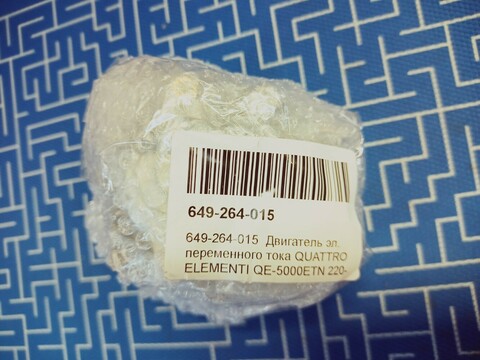 649-264-015
649-264-015 Двигатель эл.
переменного тока QUATTRO
ELEMENTI QE-5000ETN 220-